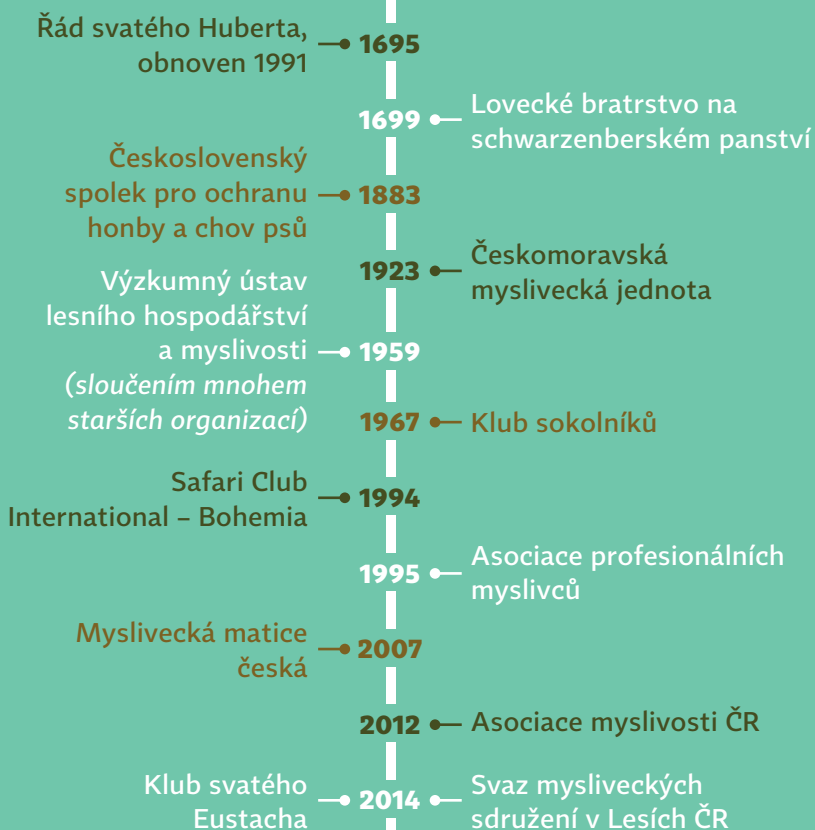 Řád svatého Huberta,
obnoven 1991
1695
1699
Lovecké bratrstvo na
schwarzenberském panství
Československý
spolek pro ochranu
honby a chov psů
1883
1923
Českomoravská
myslivecká jednota
Výzkumný ústav
lesního hospodářství
a myslivosti
(sloučením mnohem
starších organizací)
1959
1967
Klub sokolníků
Safari Club
International – Bohemia
1994
1995
Asociace profesionálních
myslivců
Myslivecká matice
česká
2007
2012
Asociace myslivosti ČR
Klub svatého
Eustacha
2014
Svaz mysliveckých
sdružení v Lesích ČR